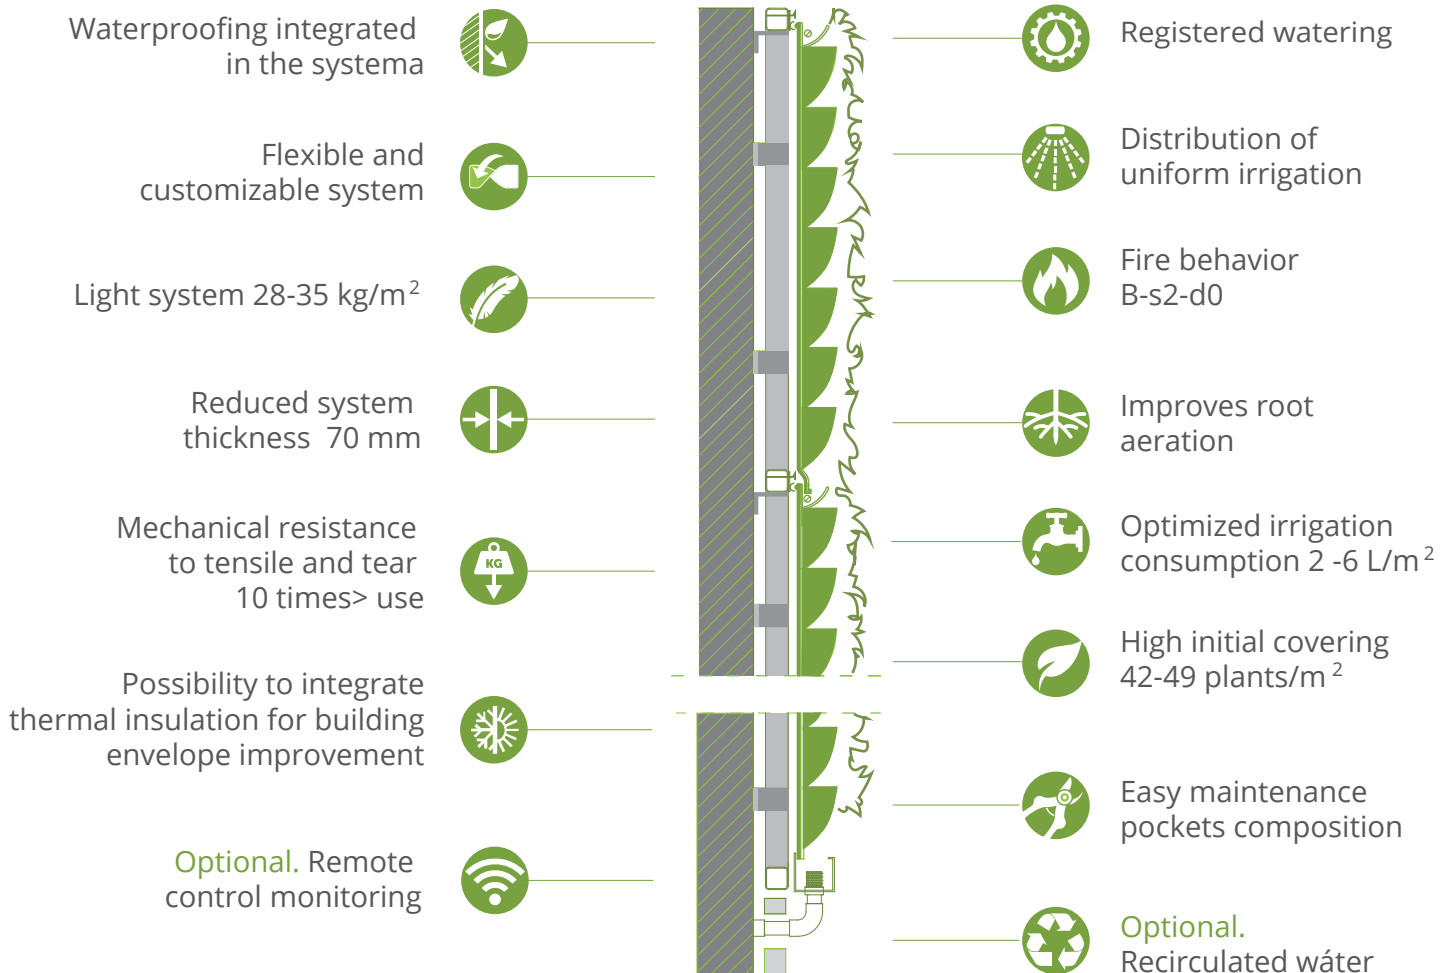 Waterproofing integrated
in the systema
Flexible and
customizable system
Light system 28-35 kg/m²
Reduced system
thickness 70 mm
Mechanical resistance
to tensile and tear
10 times> use
KG
Possibility to integrate
thermal insulation for building
envelope improvement
Optional. Remote
control monitoring
Registered watering
Distribution of
uniform irrigation
Fire behavior
B-s2-d0
Improves root
aeration
Optimized irrigation
consumption 2 -6 L/m²
High initial covering
42-49 plants/m²
Easy maintenance
pockets composition
Optional.
Recirculated wáter